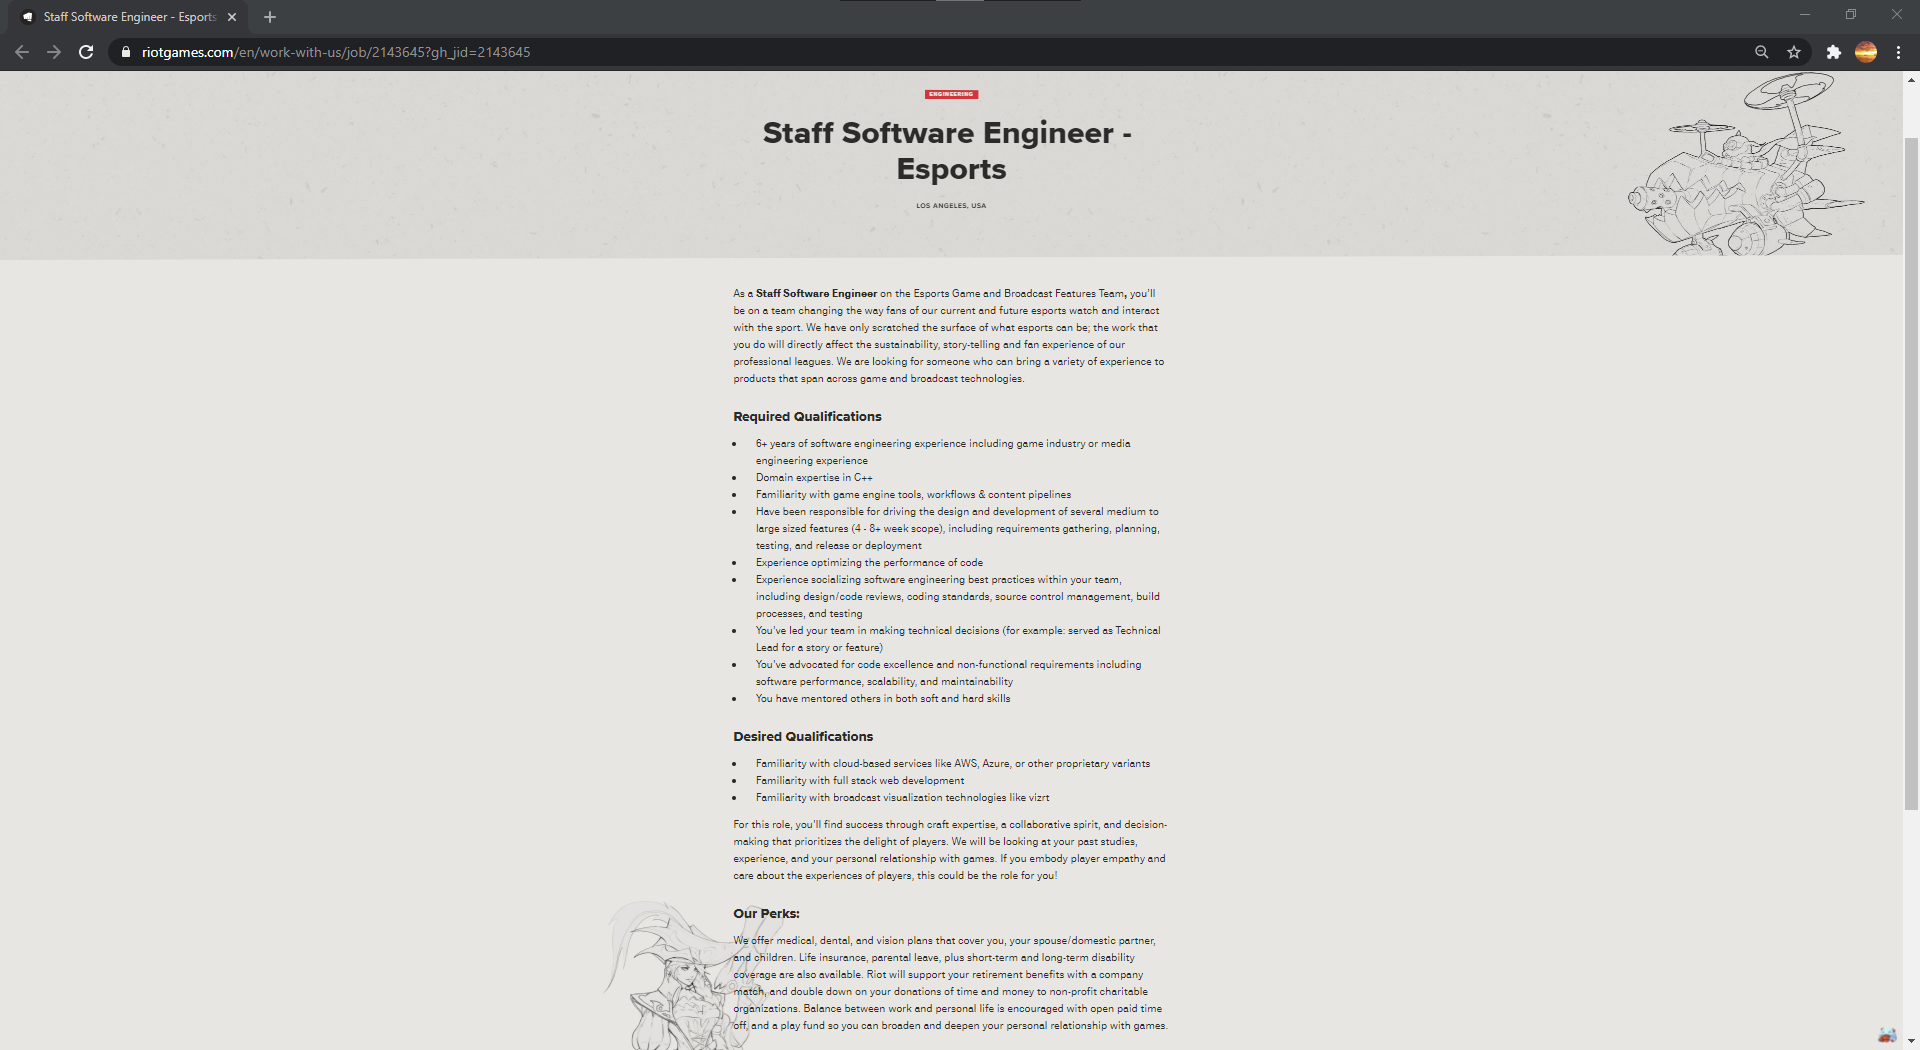 Staff Software Engineer - Esports
riotgames.com/en/work-with-us/job/2143645?gh_jid=2143645
ENGINEERING
Staff Software Engineer -
Esports
LOS ANGELES, USA
As a Staff Software Engineer on the Esports Game and Broadcast Features Team, you'll
be on a team changing the way fans of our current and future esports watch and interact
with the sport. We have only scratched the surface of what esports can be; the work that
you do will directly affect the sustainability, story-telling and fan experience of our
professional leagues. We are looking for someone who can bring a variety of experience to
products that span across game and broadcast technologies.
Required Qualifications
• 6+ years of software engineering experience including game industry or media
engineering experience
• Domain expertise in C++
• Familiarity with game engine tools, workflows & content pipelines
• Have been responsible for driving the design and development of several medium to
large sized features (4 - 8+ week scope), including requirements gathering, planning,
testing, and release or deployment
• Experience optimizing the performance of code
• Experience socializing software engineering best practices within your team,
including design/code reviews, coding standards, source control management, build
processes, and testing
• You've led your team in making technical decisions (for example: served as Technical
Lead for a story or feature)
• You've advocated for code excellence and non-functional requirements including
software performance, scalability, and maintainability
• You have mentored others in both soft and hard skills
Desired Qualifications
• Familiarity with cloud-based services like AWS, Azure, or other proprietary variants
• Familiarity with full stack web development
• Familiarity with broadcast visualization technologies like vizrt
For this role, you'll find success through craft expertise, a collaborative spirit, and decision-
making that prioritizes the delight of players. We will be looking at your past studies,
experience, and your personal relationship with games. If you embody player empathy and
care about the experiences of players, this could be the role for you!
Our Perks:
We offer medical, dental, and vision plans that cover you, your spouse/domestic partner,
and children. Life insurance, parental leave, plus short-term and long-term disability
coverage are also available. Riot will support your retirement benefits with a company
match, and double down on your donations of time and money to non-profit charitable
organizations. Balance between work and personal life is encouraged with open paid time
off, and a play fund so you can broaden and deepen your personal relationship with games.